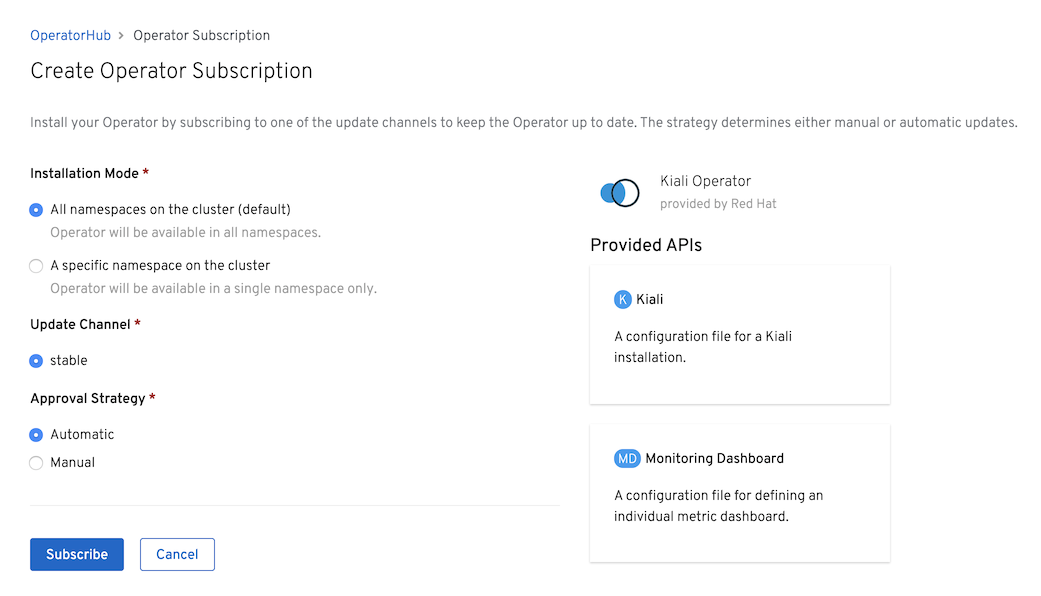 OperatorHub > Operator Subscription
Create Operator Subscription
Install your Operator by subscribing to one of the update channels to keep the Operator up to date. The strategy determines either manual or automatic updates.
Installation Mode *
All namespaces on the cluster (default)
Operator will be available in all namespaces.
A specific namespace on the cluster
Operator will be available in a single namespace only.
Update Channel *
stable
Approval Strategy *
Automatic
Manual
Subscribe Cancel
Kiali Operator
provided by Red Hat
Provided APIs
K Kiali
A configuration file for a Kiali
installation.
MD Monitoring Dashboard
A configuration file for defining an
individual metric dashboard.